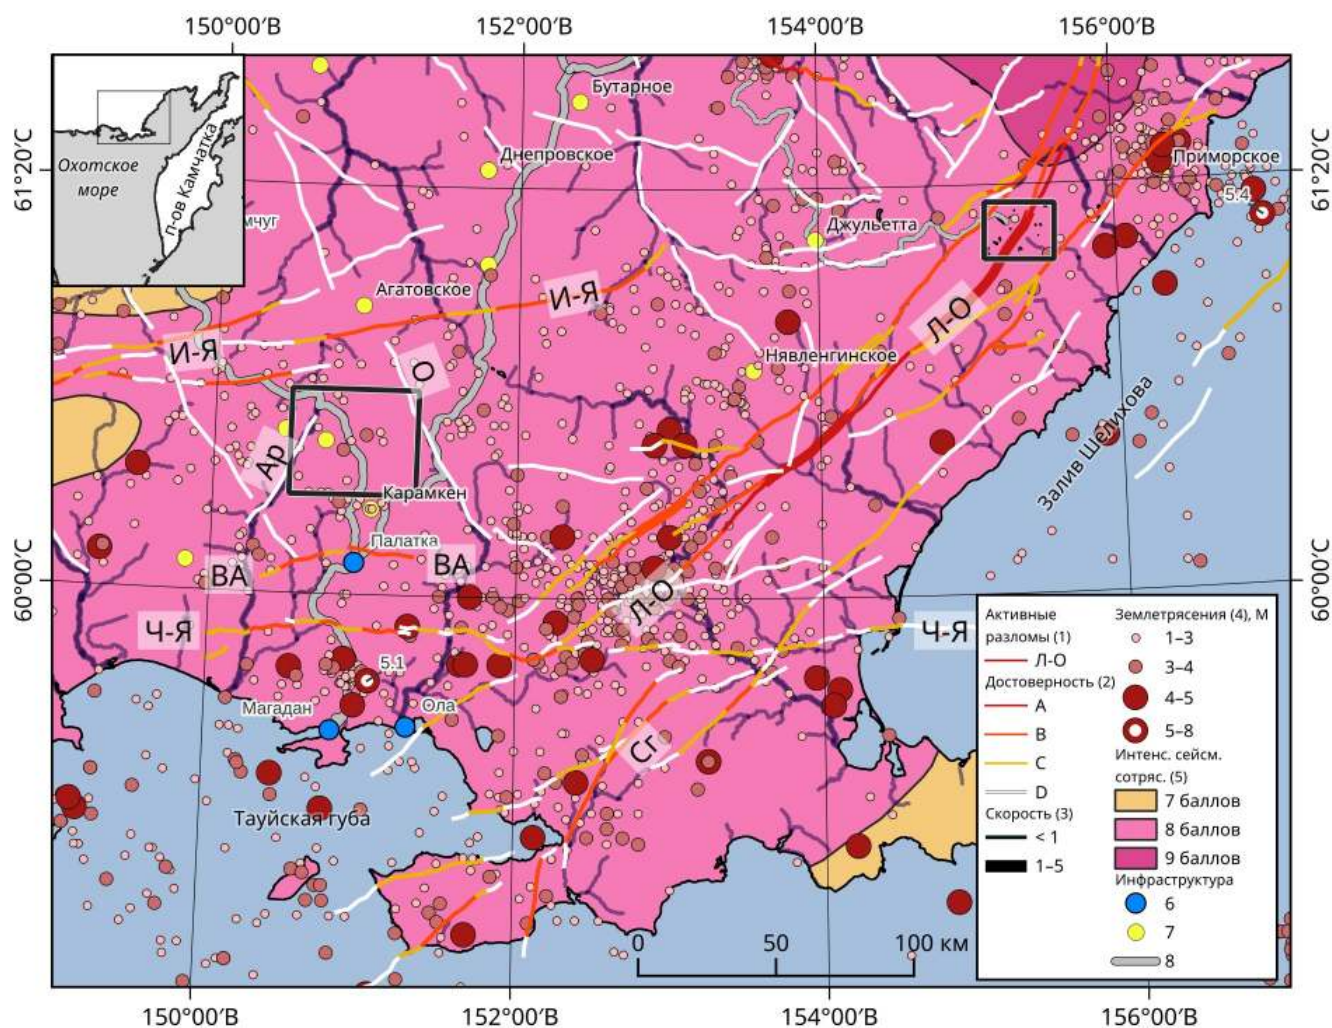 150°00′В 152°00′В 154°00′В 156°00′В
61°20′С
61°20′С
60°00′С
60°00′С
Охотское
море
п-ов Камчатка
мчуг
Бутарное
Днепровское
Приморское
5.4
Джульетта
Агатовское
И-Я
И-Я
Л-О
Нявленгинское
О
Ар
Карамкен
Залив Шелихова
Палатка
ВА
ВА
Л-О
Ч-Я
Ч-Я
5.1
Магадан
Ола
Сг
Тауйская губа
0 50 100 км
Активные
разломы (1)
Л-О
Достоверность (2)
A
B
C
D
Скорость (3)
< 1
1–5
Землетрясения (4), М
1–3
3–4
4–5
5–8
Интенс. сейсм.
сотряс. (5)
7 баллов
8 баллов
9 баллов
Инфраструктура
6
7
8
150°00′В 152°00′В 154°00′В 156°00′В